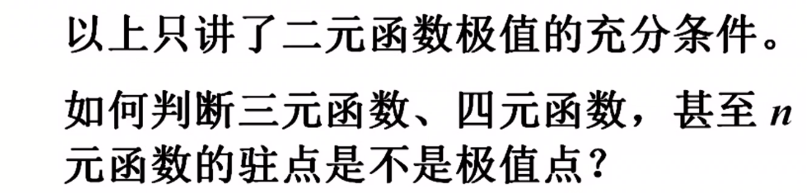 以上只讲了二元函数极值的充分条件。
如何判断三元函数、四元函数，甚至 n
元函数的驻点是不是极值点？